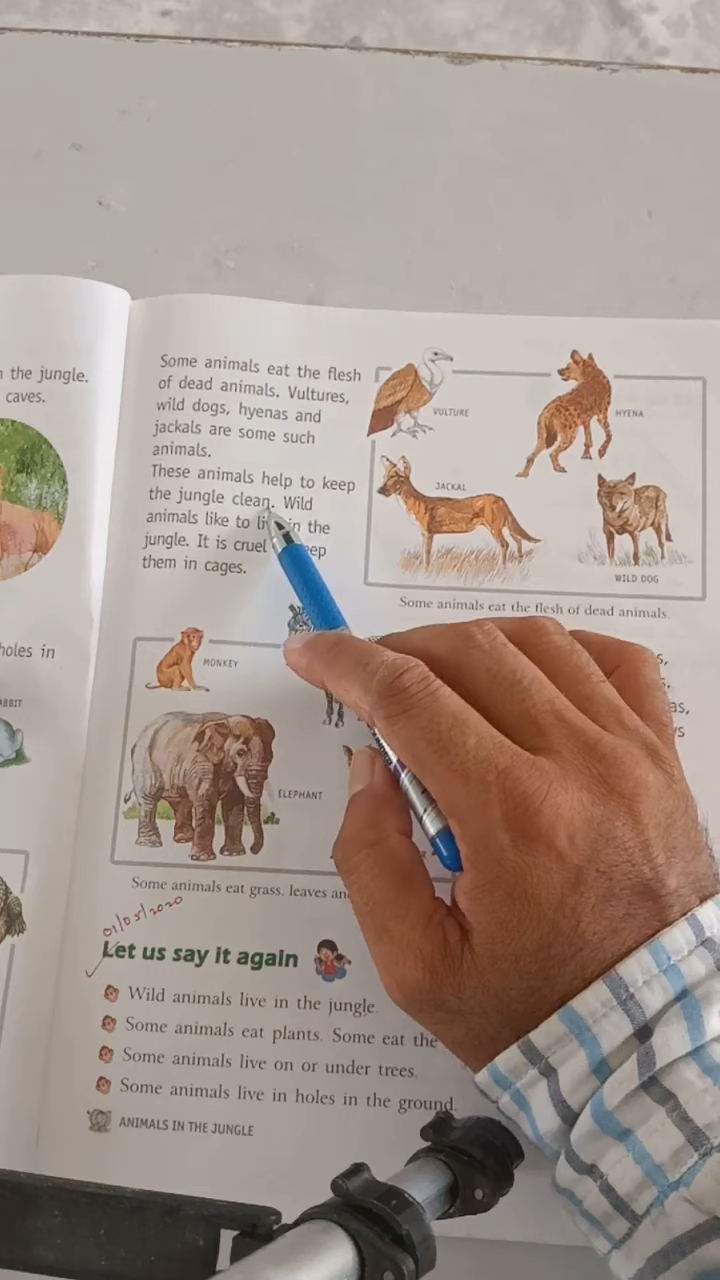 the jungle.
caves.
holes in
Some animals eat the flesh
of dead animals. Vultures,
wild dogs, hyenas and
jackals are some such
animals.
These animals help to keep
the jungle clean. Wild
animals like to in the
jungle. It is cruel
them in cages.
VULTURE
HYENA
JACKAL
WILD DOG
Some animals eat the flesh of dead animals.
MONKEY
ELEPHANT
Some animals eat grass, leaves
01/05/2020
Let us say it again
Wild animals live in the jungle.
Some animals eat plants. Some eat the
Some animals live on or under trees.
Some animals live in holes in the ground.
ANIMALS IN THE JUNGLE